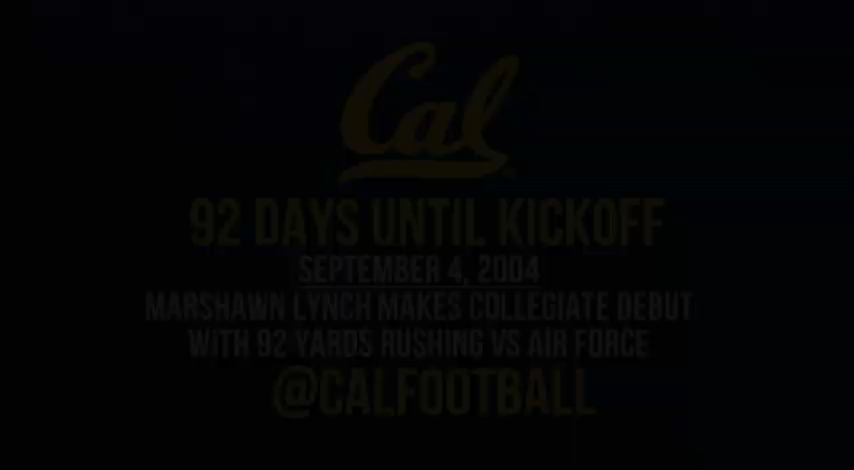 Cal
92 DAYS UNTIL KICKOFF
SEPTEMBER 4, 2004
MARSHAWN LYNCH MAKES COLLEGIATE DEBUT
WITH 92 YARDS RUSHING VS AIR FORCE
@CALFOOTBALL